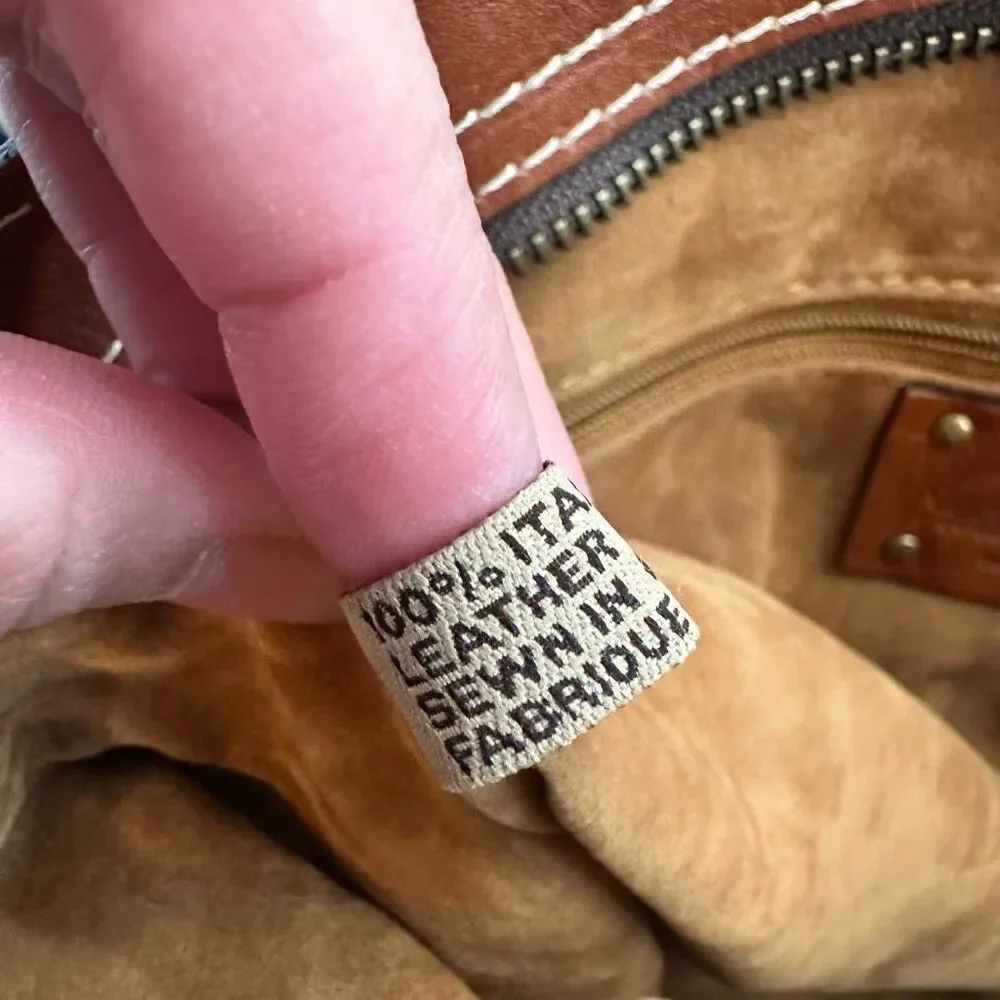 100% ITA
LEATHER
SEWN IN
FABRIQUE